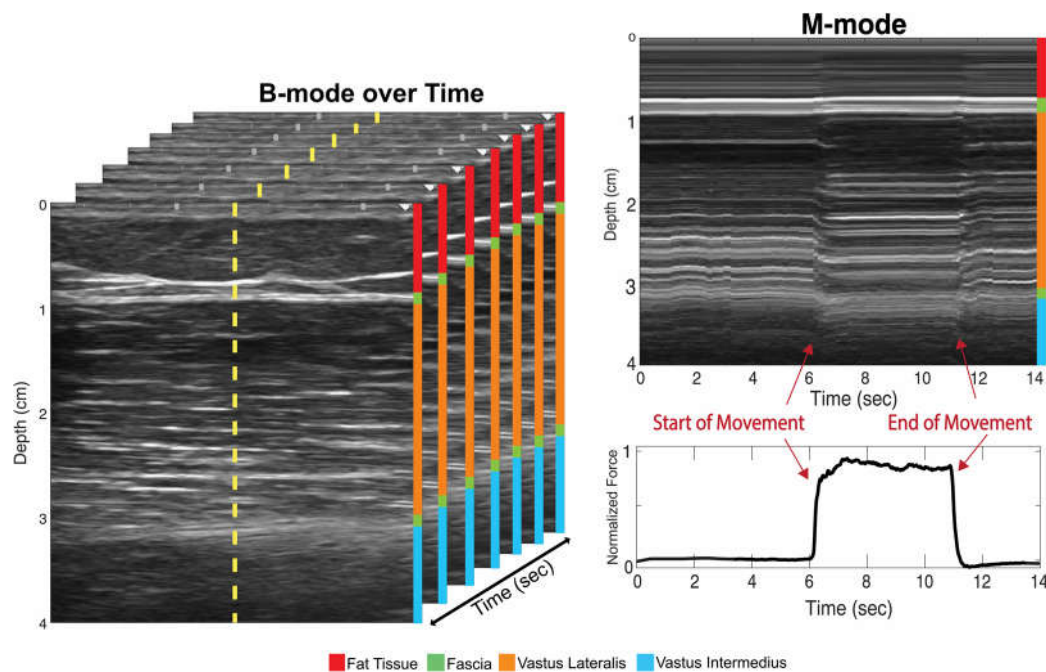 B-mode over Time
0
1
2
3
4
Depth (cm)
Time (sec)
M-mode
0
1
2
3
4
Depth (cm)
0 2 4 6 8 10 12 14
Time (sec)
Start of Movement
End of Movement
1
0
Normalized Force
0 2 4 6 8 10 12 14
Time (sec)
Fat Tissue Fascia Vastus Lateralis Vastus Intermedius